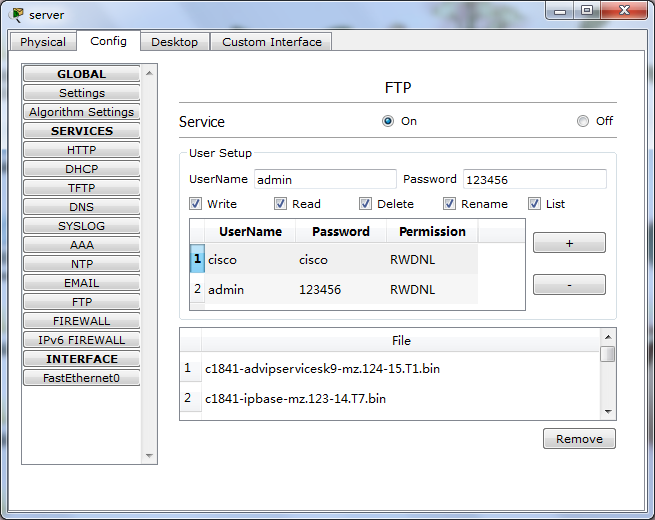 server
Physical Config Desktop Custom Interface
GLOBAL
Settings
Algorithm Settings
SERVICES
HTTP
DHCP
TFTP
DNS
SYSLOG
AAA
NTP
EMAIL
FTP
FIREWALL
IPv6 FIREWALL
INTERFACE
FastEthernet0
FTP
Service On Off
User Setup
UserName admin Password 123456
Write Read Delete Rename List
UserName Password Permission
1 cisco cisco RWDNL
2 admin 123456 RWDNL
+
-
File
1 c1841-advipservicesk9-mz.124-15.T1.bin
2 c1841-ipbase-mz.123-14.T7.bin
Remove